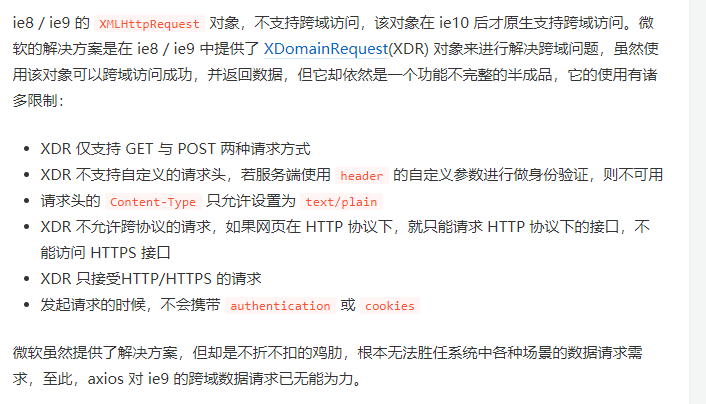 ie8 / ie9 的 XMLHttpRequest 对象，不支持跨域访问，该对象在 ie10 后才原生支持跨域访问。微
软的解决方案是在 ie8 / ie9 中提供了 XDomainRequest(XDR) 对象来进行解决跨域问题，虽然使
用该对象可以跨域访问成功，并返回数据，但它却依然是一个功能不完整的半成品，它的使用有诸
多限制：
• XDR 仅支持 GET 与 POST 两种请求方式
• XDR 不支持自定义的请求头，若服务端使用 header 的自定义参数进行做身份验证，则不可用
• 请求头的 Content-Type 只允许设置为 text/plain
• XDR 不允许跨协议的请求，如果网页在 HTTP 协议下，就只能请求 HTTP 协议下的接口，不
能访问 HTTPS 接口
• XDR 只接受HTTP/HTTPS 的请求
• 发起请求的时候，不会携带 authentication 或 cookies
微软虽然提供了解决方案，但却是不折不扣的鸡肋，根本无法胜任系统中各种场景的数据请求需
求，至此，axios 对 ie9 的跨域数据请求已无能为力。